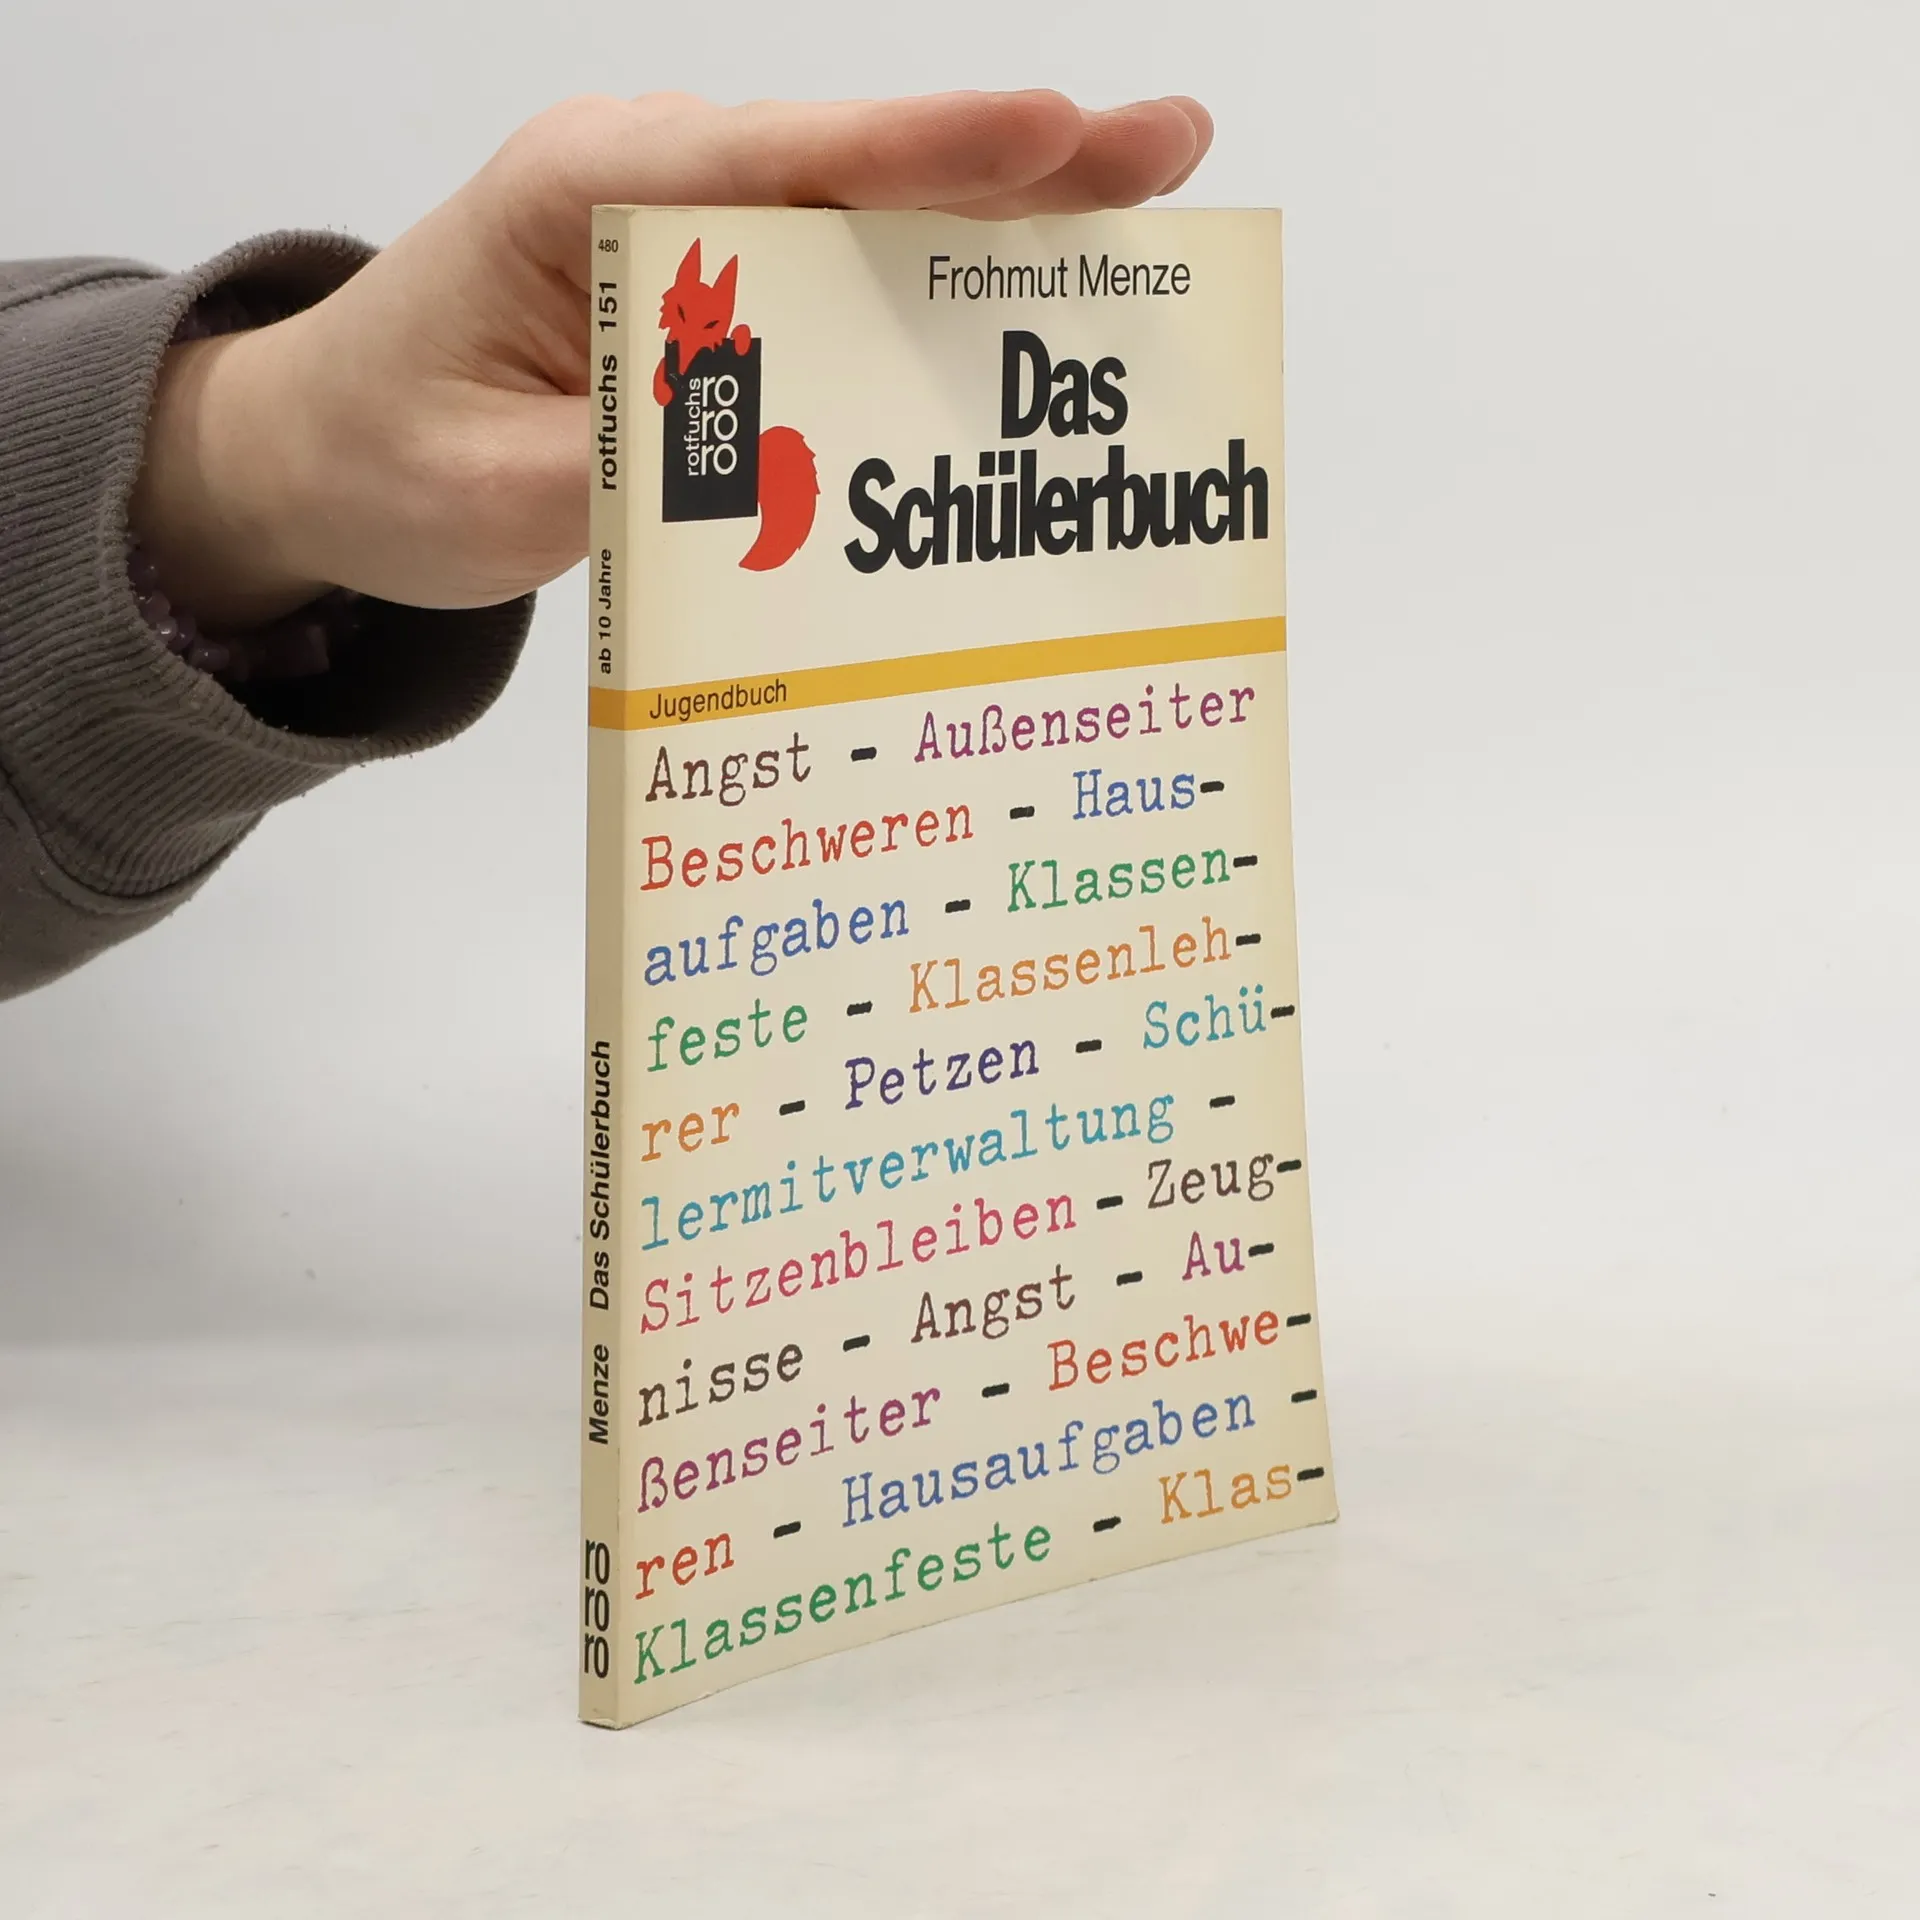 480
rotfuchs 151
ab 10 Jahre
Menze Das Schülerbuch
ro
ro
ro
rotfuchs
ro
ro
ro
Frohmut Menze
Das
Schülerbuch
Jugendbuch
Angst - Außenseiter
Beschweren - Haus-
aufgaben - Klassen-
feste - Klassenleh-
rer - Petzen - Schü-
lermitverwaltung -
Sitzenbleiben - Zeug-
nisse - Angst - Au-
ßenseiter - Beschwe-
ren - Hausaufgaben -
Klassenfeste - Klas-